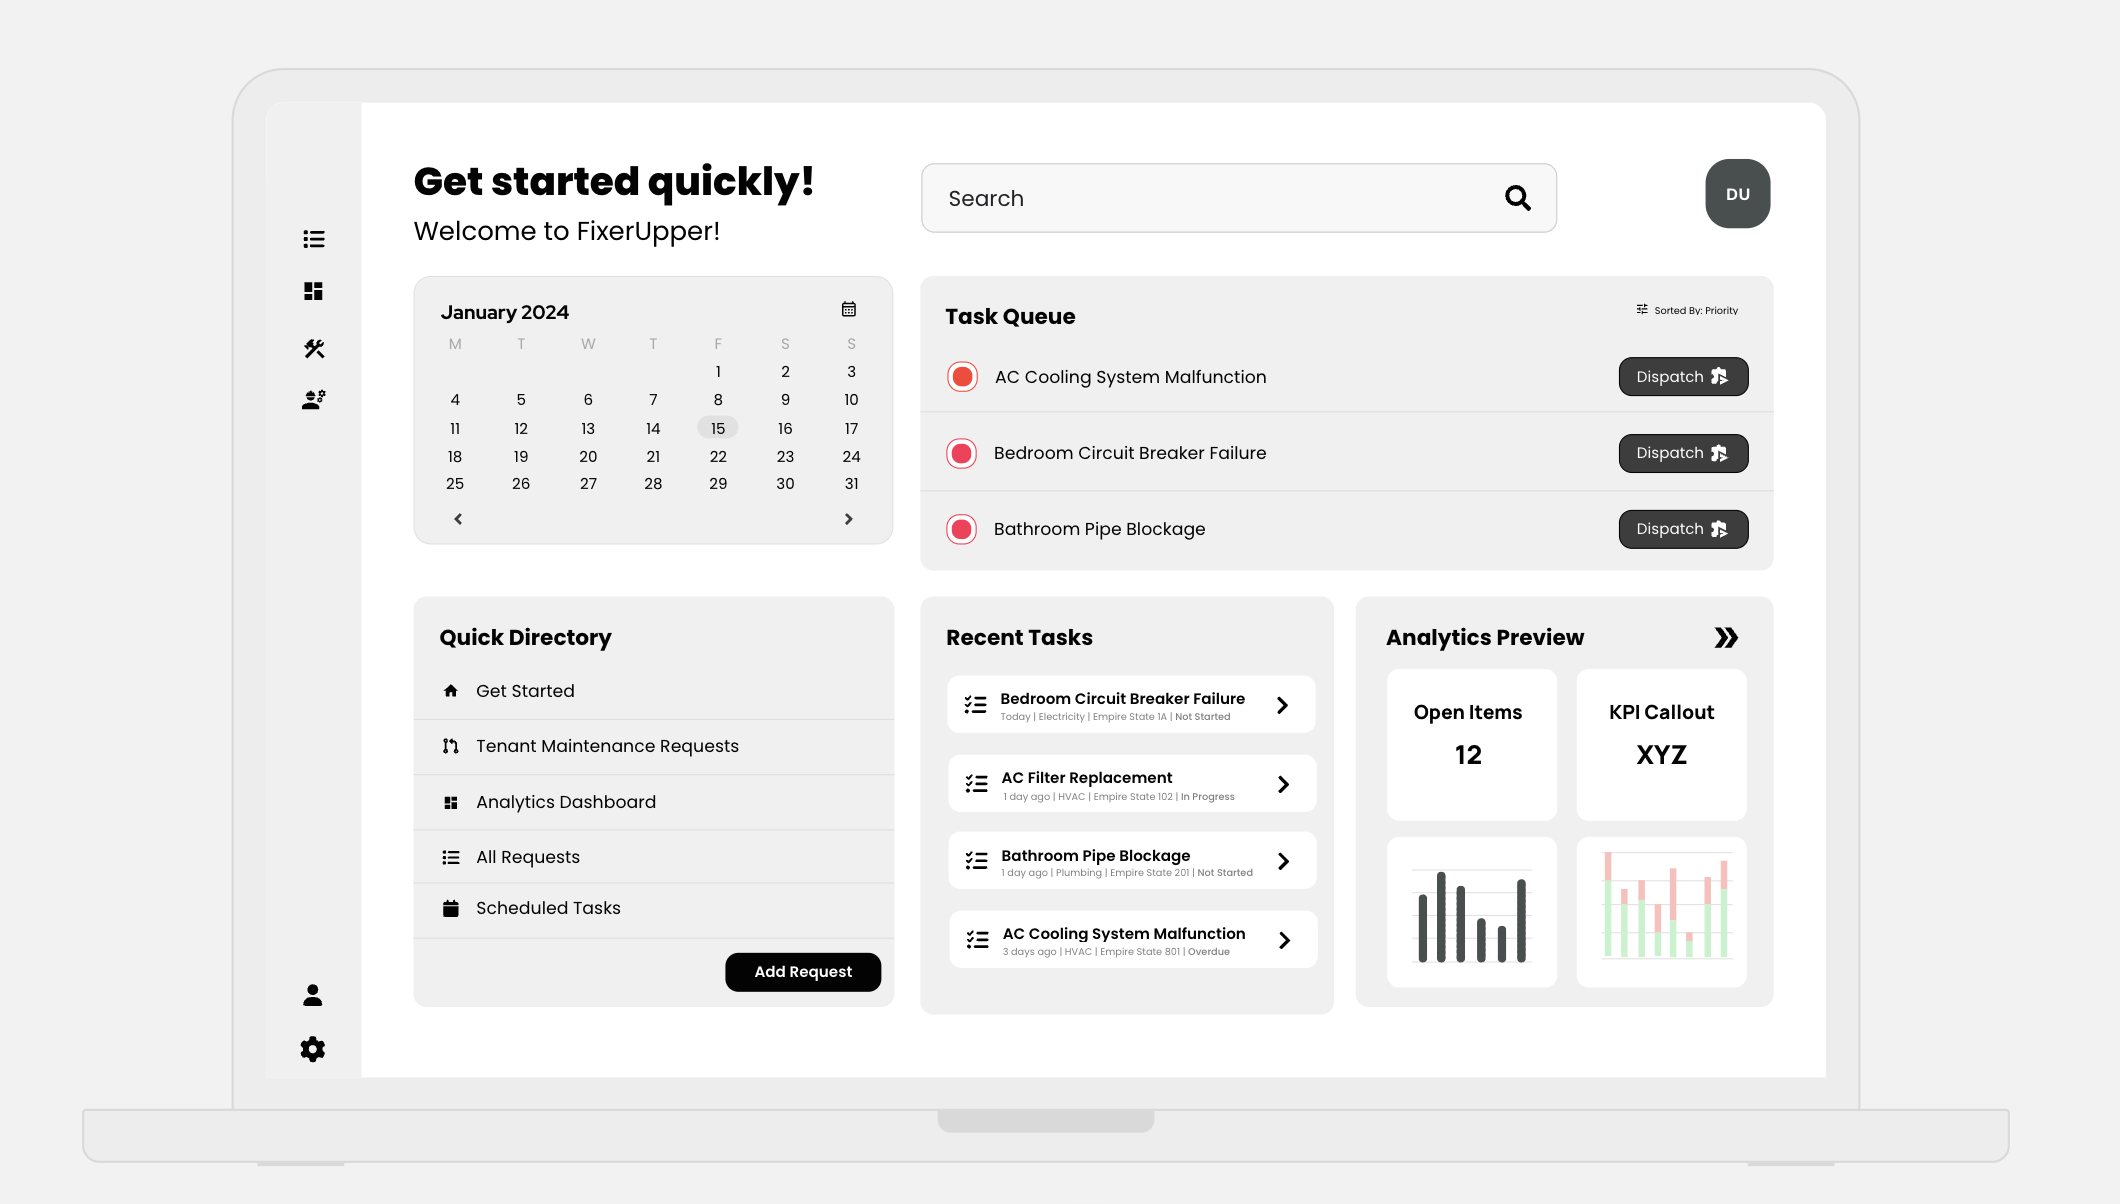 Get started quickly!
Welcome to FixerUpper!
Search
DU
January 2024
M T W T F S S
1 2 3
4 5 6 7 8 9 10
11 12 13 14 15 16 17
18 19 20 21 22 23 24
25 26 27 28 29 30 31
Task Queue
Sorted By: Priority
AC Cooling System Malfunction
Dispatch
Bedroom Circuit Breaker Failure
Dispatch
Bathroom Pipe Blockage
Dispatch
Quick Directory
Get Started
Tenant Maintenance Requests
Analytics Dashboard
All Requests
Scheduled Tasks
Add Request
Recent Tasks
Bedroom Circuit Breaker Failure
Today | Electricity | Empire State 1A | Not Started
AC Filter Replacement
1 day ago | HVAC | Empire State 102 | In Progress
Bathroom Pipe Blockage
1 day ago | Plumbing | Empire State 201 | Not Started
AC Cooling System Malfunction
3 days ago | HVAC | Empire State 801 | Overdue
Analytics Preview
Open Items
12
KPI Callout
XYZ